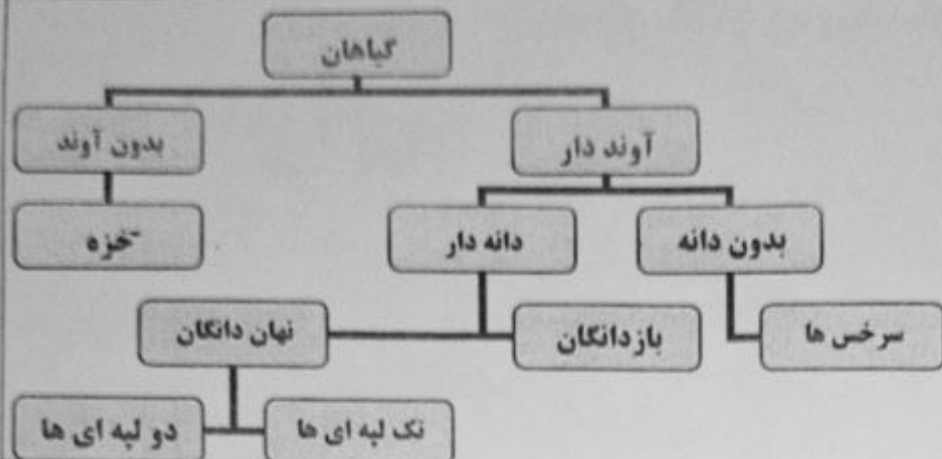 گیاهان
آوند دار
بدون آوند
بدون دانه
دانه دار
خزه
سرخس ها
بازدانگان
نهان دانگان
تک لپه ای ها
دو لپه ای ها